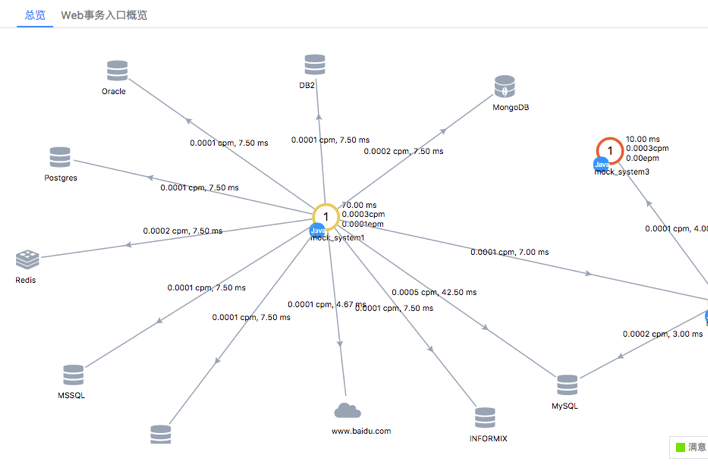 总览 Web事务入口概览
DB2
Oracle
MongoDB
0.0001 cpm, 7.50 ms
0.0001 cpm, 7.50 ms
0.0002 cpm, 7.50 ms
10.00 ms
1
0.0003cpm
0.00epm
Java
mock_system3
Postgres
0.0001 cpm, 7.50 ms
70.00 ms
1
0.0003cpm
0.0001epm
Java
mock_system1
0.0002 cpm, 7.50 ms
0.0001 cpm, 4.00
0.0001 cpm, 7.00 ms
Redis
0.0001 cpm, 7.50 ms
0.0005 cpm, 42.50 ms
0.0001 cpm, 4.67 ms
0.0001 cpm, 7.50 ms
0.0001 cpm, 7.50 ms
0.0002 cpm, 3.00 ms
MSSQL
MySQL
www.baidu.com
INFORMIX
满意